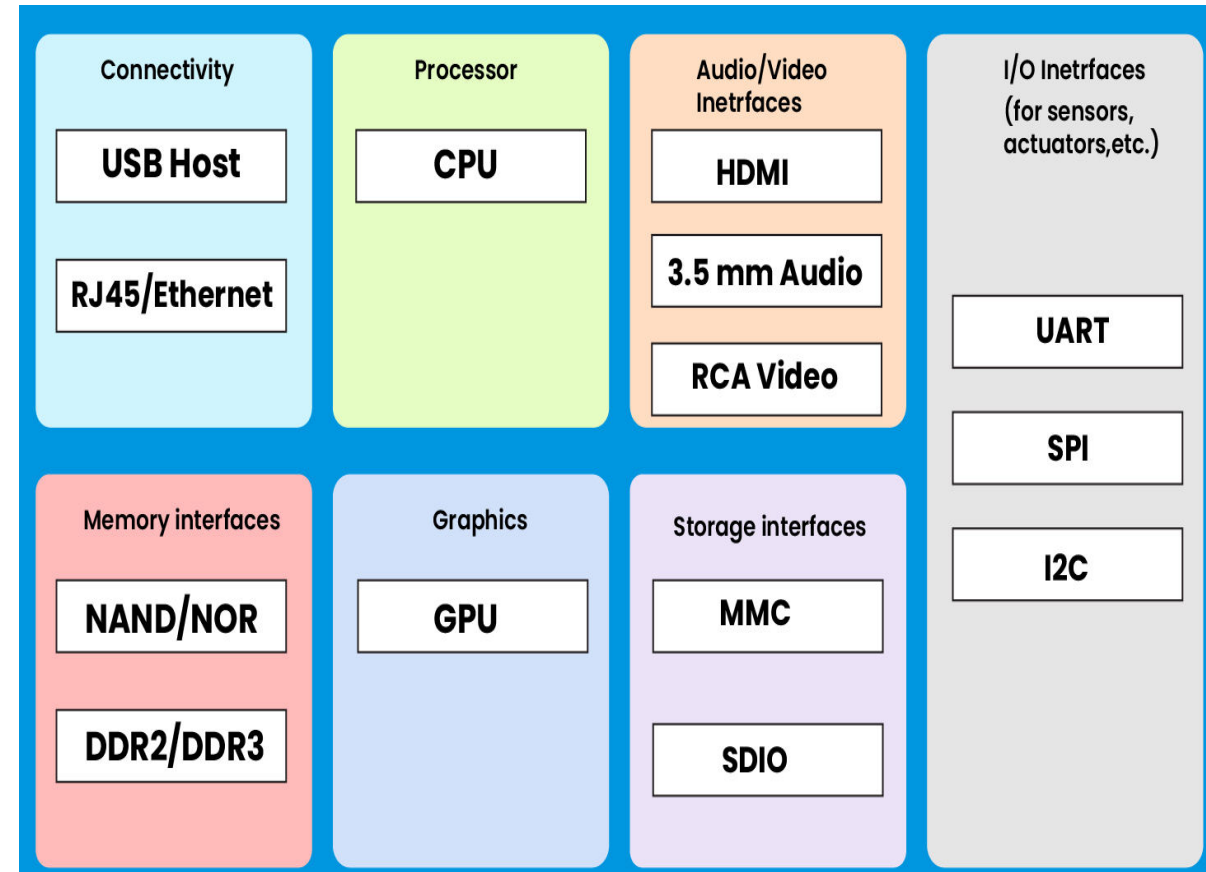 Connectivity
USB Host
RJ45/Ethernet
Processor
CPU
Audio/Video
Inetrfaces
HDMI
3.5 mm Audio
RCA Video
I/O Inetrfaces
(for sensors,
actuators,etc.)
UART
SPI
I2C
Memory interfaces
NAND/NOR
DDR2/DDR3
Graphics
GPU
Storage interfaces
MMC
SDIO